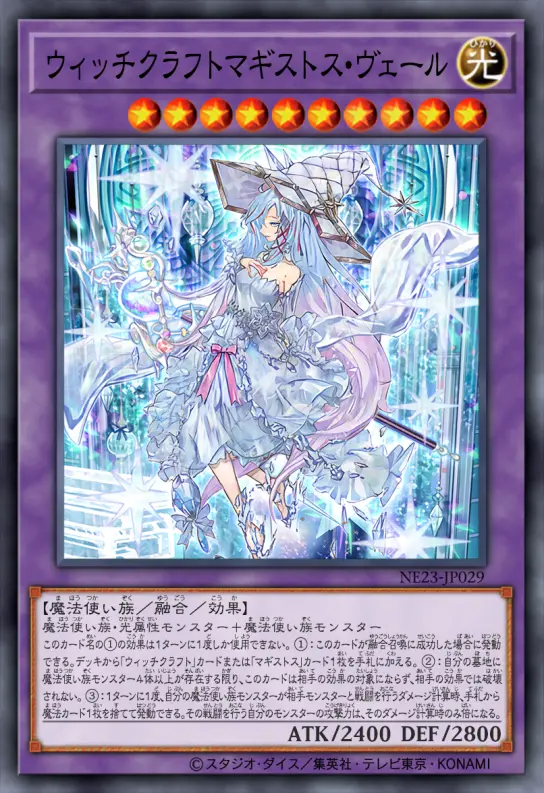 ウィッチクラフトマギストス・ヴェール
光
NE23-JP029
【魔法使い族／融合／効果】
魔法使い族・光属性モンスター＋魔法使い族モンスター
このカード名の①の効果は1ターンに1度しか使用できない。①：このカードが融合召喚に成功した場合に発動
できる。デッキから「ウィッチクラフト」カードまたは「マギストス」カード1枚を手札に加える。②：自分の墓地に
魔法使い族モンスター4体以上が存在する限り、このカードは相手の効果の対象にならず、相手の効果では破壊
されない。③：1ターンに1度、自分の魔法使い族モンスターが相手モンスターと戦闘を行うダメージ計算時、手札から
魔法カード1枚を捨てて発動できる。その戦闘を行う自分のモンスターの攻撃力は、そのダメージ計算時のみ倍になる。
ATK/2400 DEF/2800
©スタジオ・ダイス／集英社・テレビ東京・KONAMI